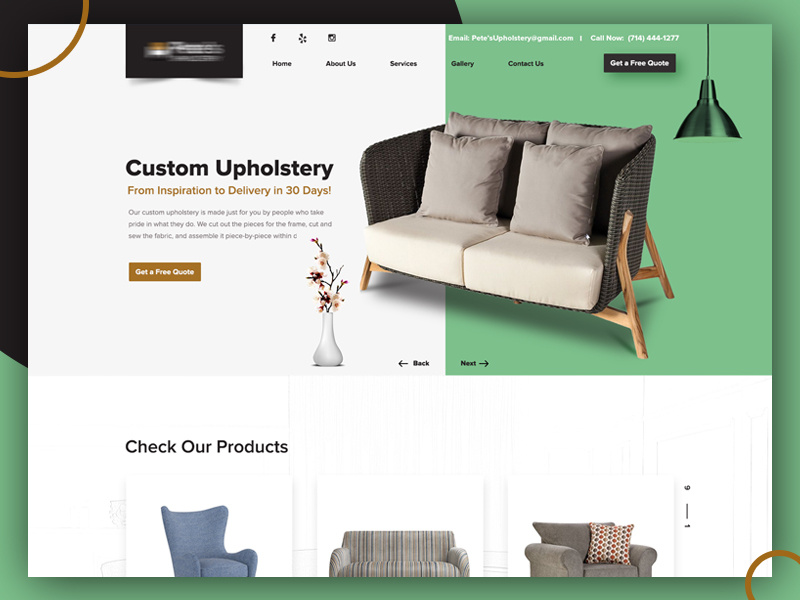 Email: Pete'sUpholstery@gmail.com | Call Now: (714) 444-1277
Home About Us Services Gallery Contact Us Get a Free Quote
Custom Upholstery
From Inspiration to Delivery in 30 Days!
Our custom upholstery is made just for you by people who take
pride in what they do. We cut out the pieces for the frame, cut and
sew the fabric, and assemble it piece-by-piece within
Get a Free Quote
Back Next
Check Our Products
9
1